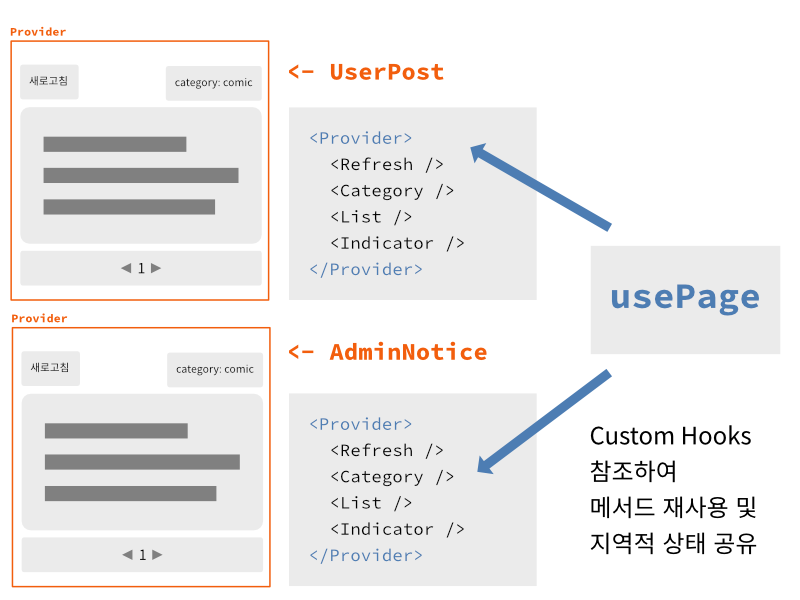 Provider
새로고침
category: comic
◀ 1 ▶
<- UserPost
<Provider>
<Refresh />
<Category />
<List />
<Indicator />
</Provider>
Provider
새로고침
category: comic
◀ 1 ▶
<- AdminNotice
<Provider>
<Refresh />
<Category />
<List />
<Indicator />
</Provider>
usePage
Custom Hooks
참조하여
메서드 재사용 및
지역적 상태 공유